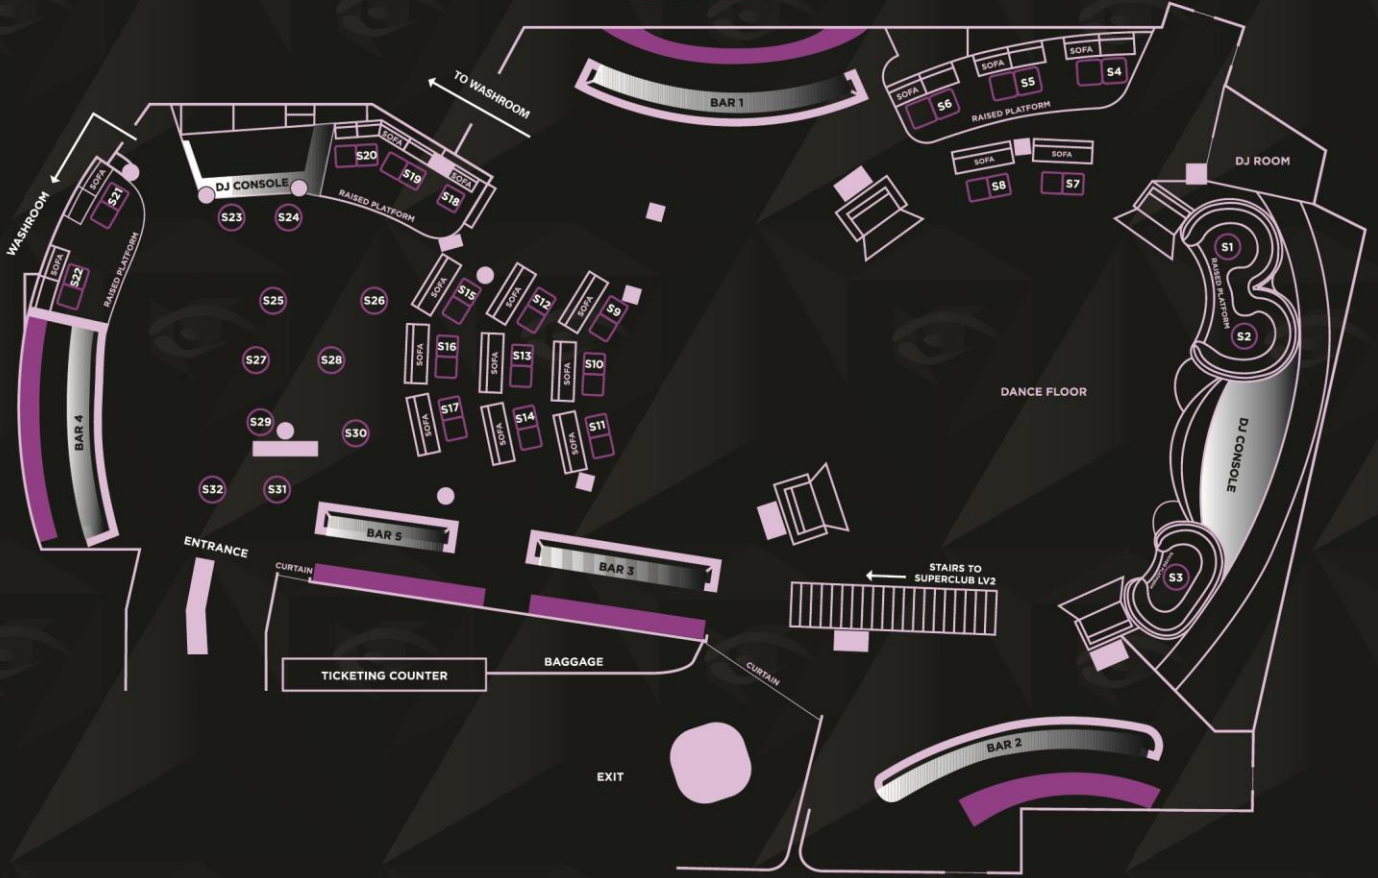 TO WASHROOM
BAR 1
SOFA
S6
SOFA
S5
SOFA
S4
RAISED PLATFORM
SOFA
S8
SOFA
S7
DJ ROOM
WASHROOM
SOFA
S21
SOFA
S22
RAISED PLATFORM
DJ CONSOLE
S20
SOFA
S19
SOFA
S18
RAISED PLATFORM
S23
S24
S25
S26
S27
S28
S29
S30
S32
S31
SOFA
S15
SOFA
S12
SOFA
S9
SOFA
S16
SOFA
S13
SOFA
S10
SOFA
S17
SOFA
S14
SOFA
S11
S1
RAISED PLATFORM
S2
DANCE FLOOR
DJ CONSOLE
S3
BAR 4
BAR 5
BAR 3
ENTRANCE
CURTAIN
STAIRS TO
SUPERCLUB LV2
TICKETING COUNTER
BAGGAGE
CURTAIN
EXIT
BAR 2